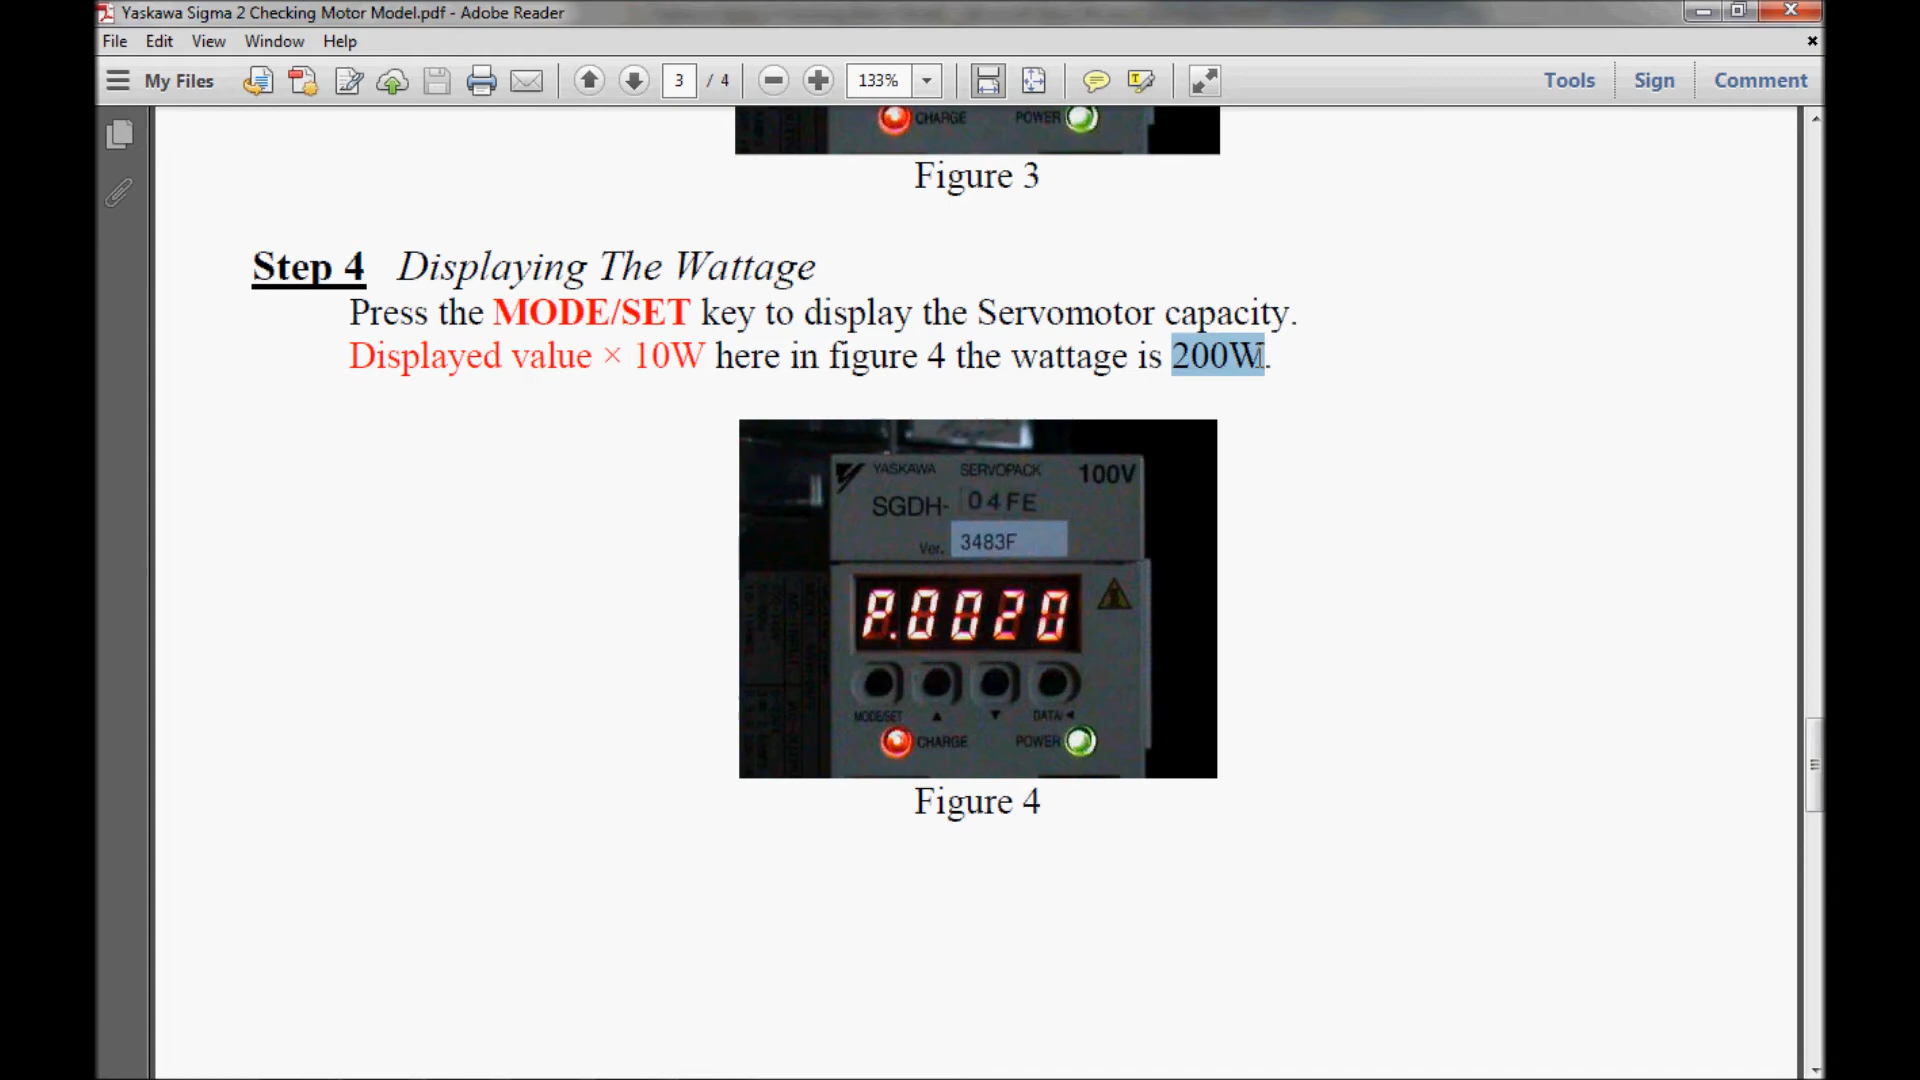 Yaskawa Sigma 2 Checking Motor Model.pdf - Adobe Reader
File Edit View Window Help
My Files 3 / 4 133% Tools Sign Comment
CHARGE POWER
Figure 3
Step 4 Displaying The Wattage
Press the MODE/SET key to display the Servomotor capacity.
Displayed value × 10W here in figure 4 the wattage is 200W.
YASKAWA SERVOPACK 100V
SGDH- 04FE
Ver. 3483F
P.0020
MODE/SET ▲ ▼ DATA/◄
CHARGE POWER
Figure 4